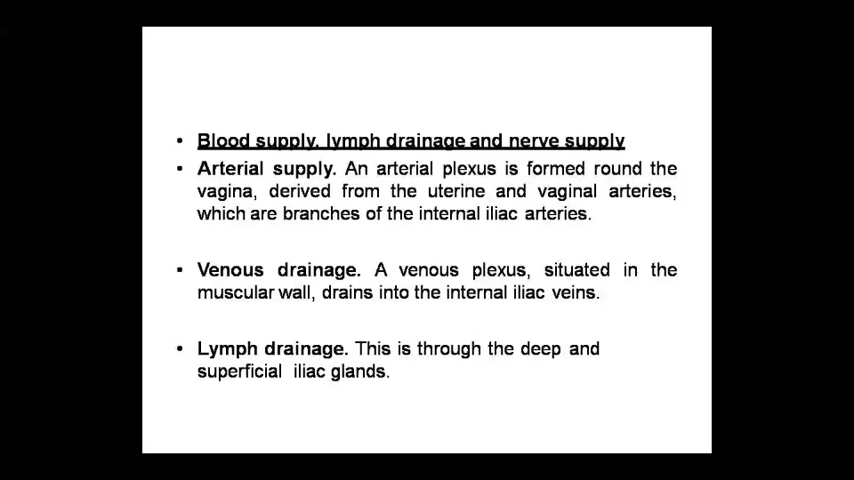 • Blood supply, lymph drainage and nerve supply
• Arterial supply. An arterial plexus is formed round the
vagina, derived from the uterine and vaginal arteries,
which are branches of the internal iliac arteries.
• Venous drainage. A venous plexus, situated in the
muscular wall, drains into the internal iliac veins.
• Lymph drainage. This is through the deep and
superficial iliac glands.